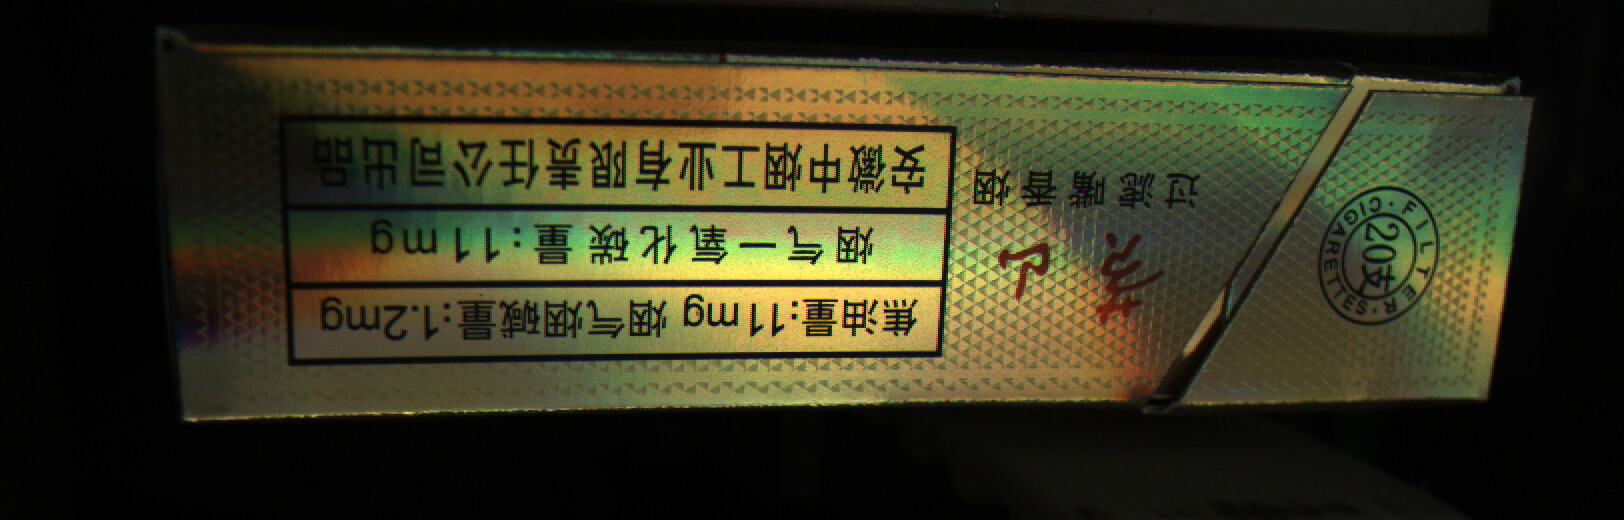 FILTER·CIGARETTES·
20支
黄山
过滤嘴香烟
焦油量:11mg 烟气烟碱量:1.2mg
烟气一氧化碳量:11mg
安徽中烟工业有限责任公司出品